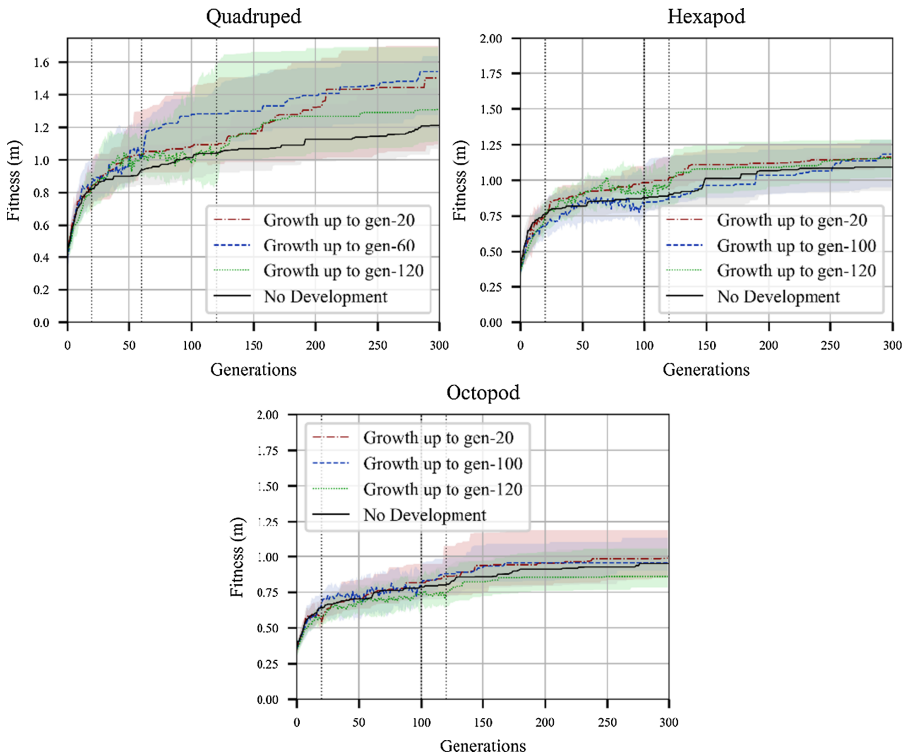 Quadruped
Hexapod
1.6
1.4
1.2
1.0
0.8
0.6
0.4
0.2
0.0
Fitness (m)
Growth up to gen-20
Growth up to gen-60
Growth up to gen-120
No Development
0 50 100 150 200 250 300
Generations
2.00
1.75
1.50
1.25
1.00
0.75
0.50
0.25
0.00
Fitness (m)
Growth up to gen-20
Growth up to gen-100
Growth up to gen-120
No Development
0 50 100 150 200 250 300
Generations
Octopod
2.00
1.75
1.50
1.25
1.00
0.75
0.50
0.25
0.00
Fitness (m)
Growth up to gen-20
Growth up to gen-100
Growth up to gen-120
No Development
0 50 100 150 200 250 300
Generations